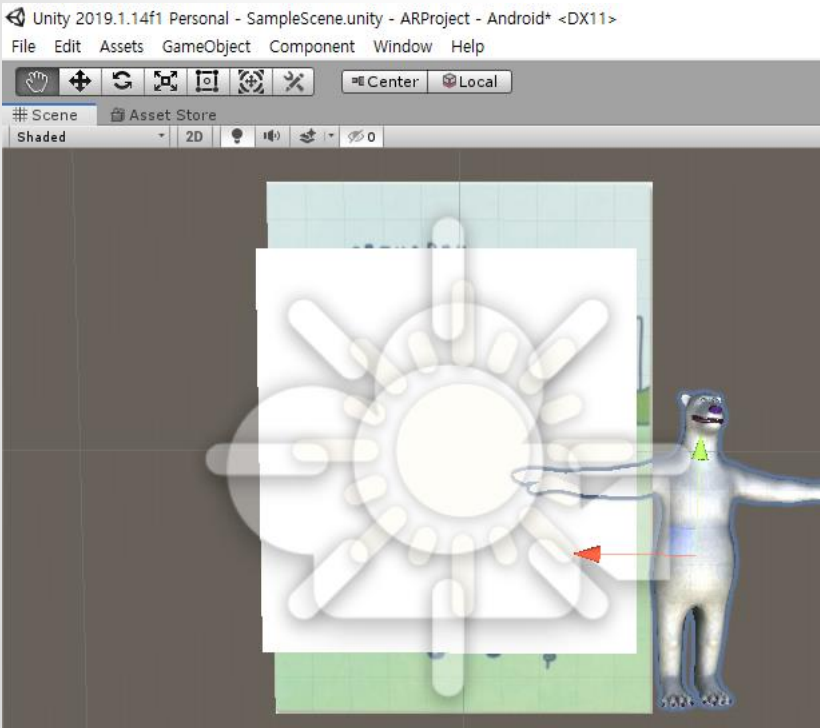 Unity 2019.1.14f1 Personal - SampleScene.unity - ARProject - Android* <DX11>
File Edit Assets GameObject Component Window Help
Center Local
Scene Asset Store
Shaded 2D 0